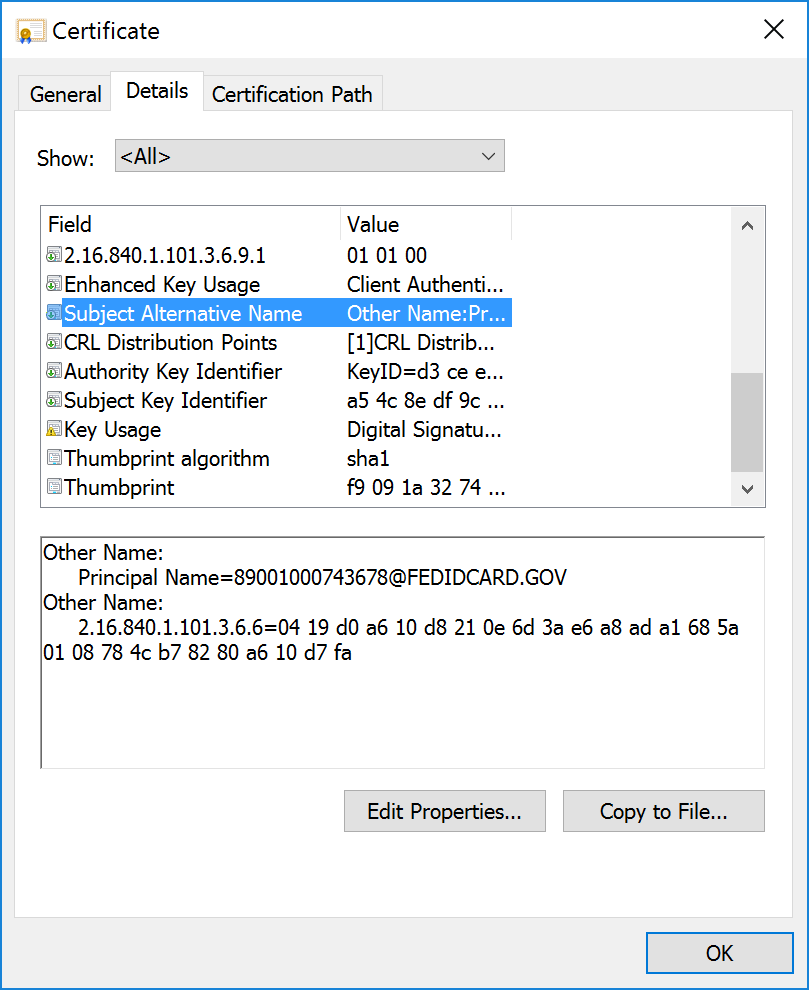 Certificate
General Details Certification Path
Show: <All>
Field Value
2.16.840.1.101.3.6.9.1 01 01 00
Enhanced Key Usage Client Authenti...
Subject Alternative Name Other Name:Pr...
CRL Distribution Points [1]CRL Distrib...
Authority Key Identifier KeyID=d3 ce e...
Subject Key Identifier a5 4c 8e df 9c ...
Key Usage Digital Signatu...
Thumbprint algorithm sha1
Thumbprint f9 09 1a 32 74 ...
Other Name:
Principal Name=89001000743678@FEDIDCARD.GOV
Other Name:
2.16.840.1.101.3.6.6=04 19 d0 a6 10 d8 21 0e 6d 3a e6 a8 ad a1 68 5a
01 08 78 4c b7 82 80 a6 10 d7 fa
Edit Properties... Copy to File...
OK